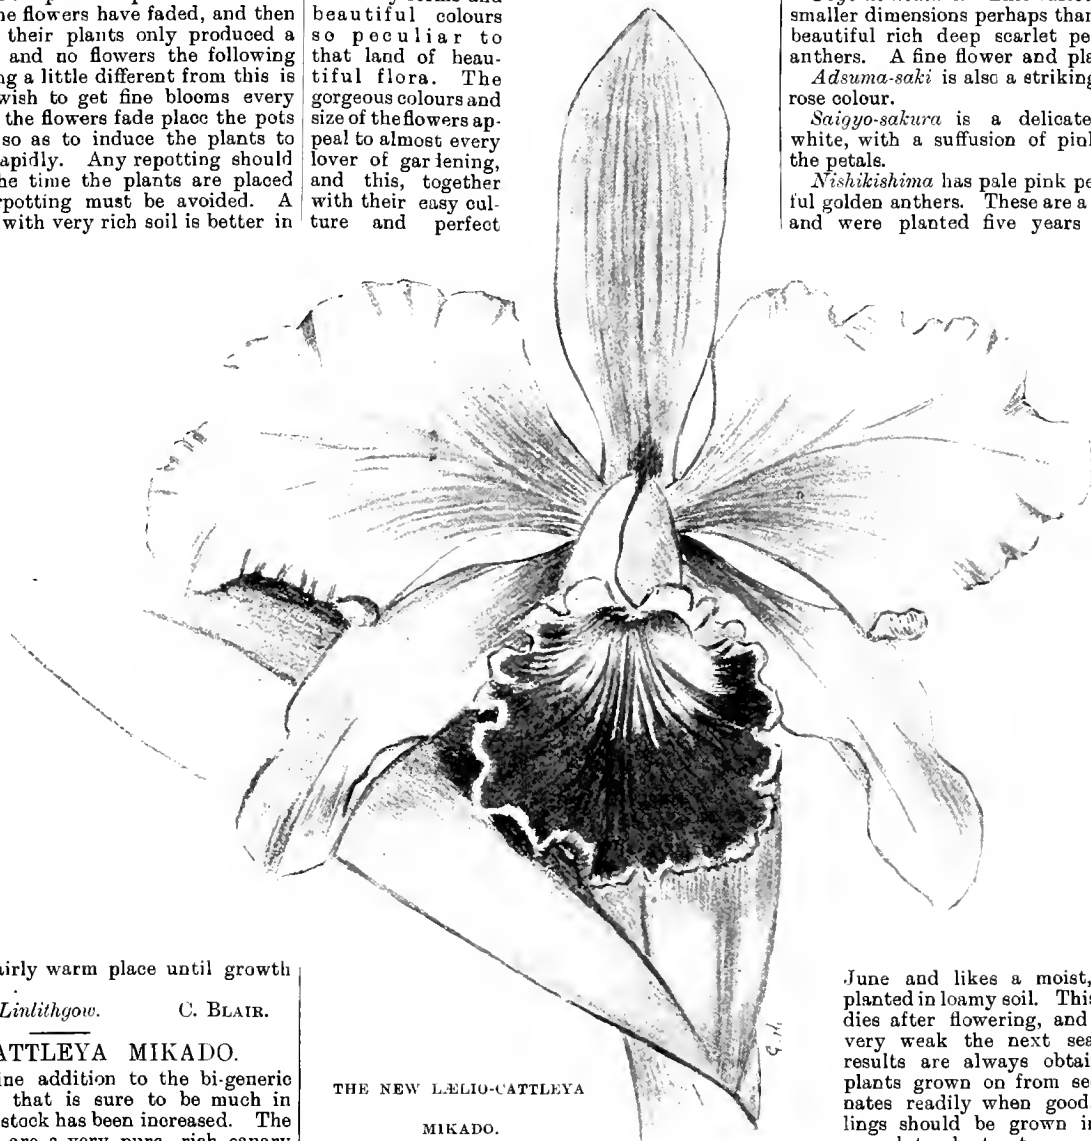 ne flowers have faded, and then
their plants only produced a
and no flowers the following
ng a little different from this is
wish to get fine blooms every
the flowers fade place the pots
so as to induce the plants to
apidly. Any repotting should
he time the plants are placed
rpotting must be avoided. A
with very rich soil is better in
airly warm place until growth
Linlithgow. C. BLAIR.
ATTLEYA MIKADO.
ine addition to the bi-generic
that is sure to be much in
stock has been increased. The
are a very pure, rich canary
beautiful colours
so peculiar to
that land of beau-
tiful flora. The
gorgeous colours and
size of the flowers ap-
peal to almost every
lover of gar lening,
and this, together
with their easy cul-
ture and perfect
THE NEW LÆLIO-CATTLEYA
MIKADO.
G. H.
smaller dimensions perhaps than
beautiful rich deep scarlet pe
anthers. A fine flower and pla
Adsuma-saki is also a striking
rose colour.
Saigyo-sakura is a delicate
white, with a suffusion of pink
the petals.
Nishikishima has pale pink pe
ful golden anthers. These are a
and were planted five years
June and likes a moist,
planted in loamy soil. This
dies after flowering, and
very weak the next sea
results are always obtai
plants grown on from se
nates readily when good
lings should be grown i